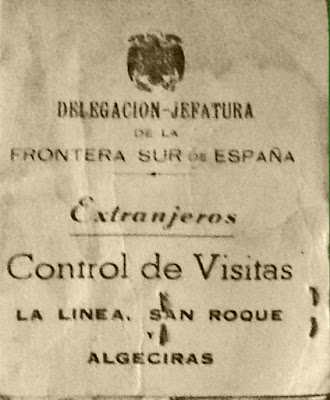 DELEGACION-JEFATURA
DE LA
FRONTERA SUR DE ESPAÑA
Extranjeros
Control de Visitas
LA LINEA, SAN ROQUE
Y
ALGECIRAS